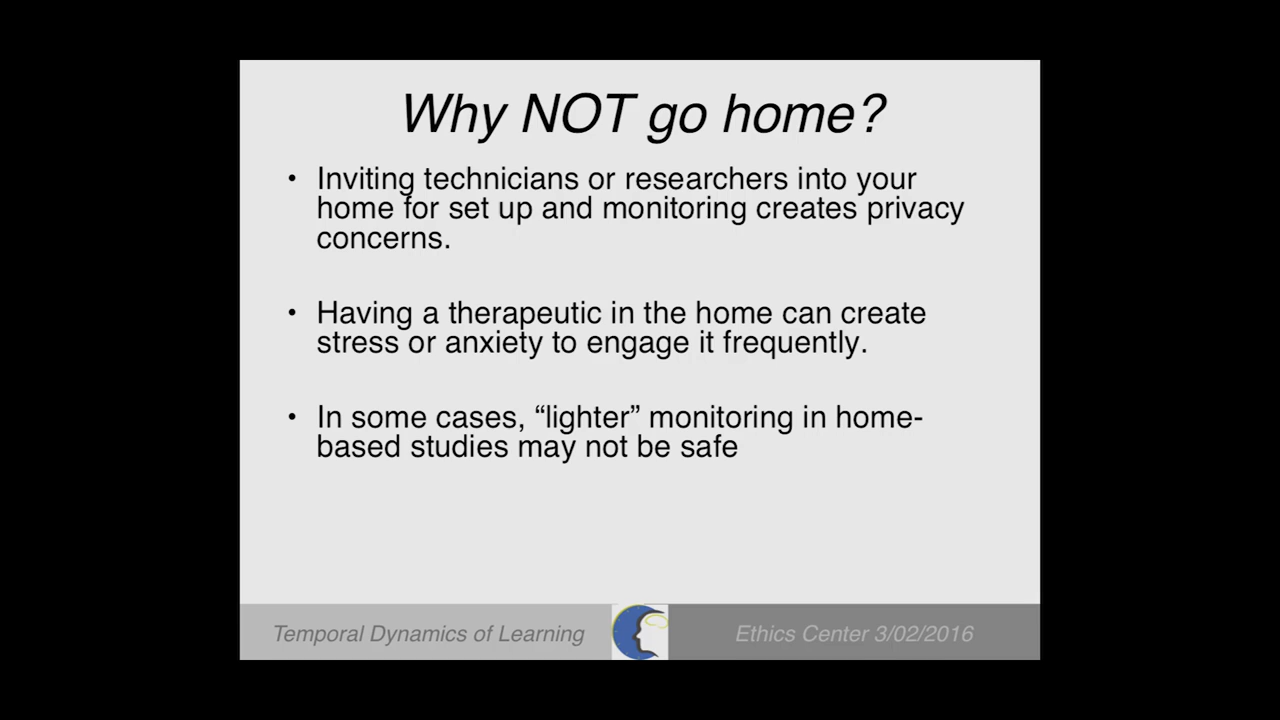 Why NOT go home?
• Inviting technicians or researchers into your
home for set up and monitoring creates privacy
concerns.
• Having a therapeutic in the home can create
stress or anxiety to engage it frequently.
• In some cases, “lighter” monitoring in home-
based studies may not be safe
Temporal Dynamics of Learning
Ethics Center 3/02/2016